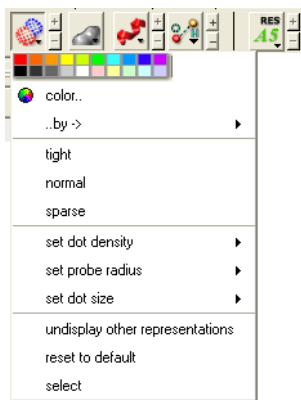 RES
A5
color..
..by ->
tight
normal
sparse
set dot density
set probe radius
set dot size
undisplay other representations
reset to default
select